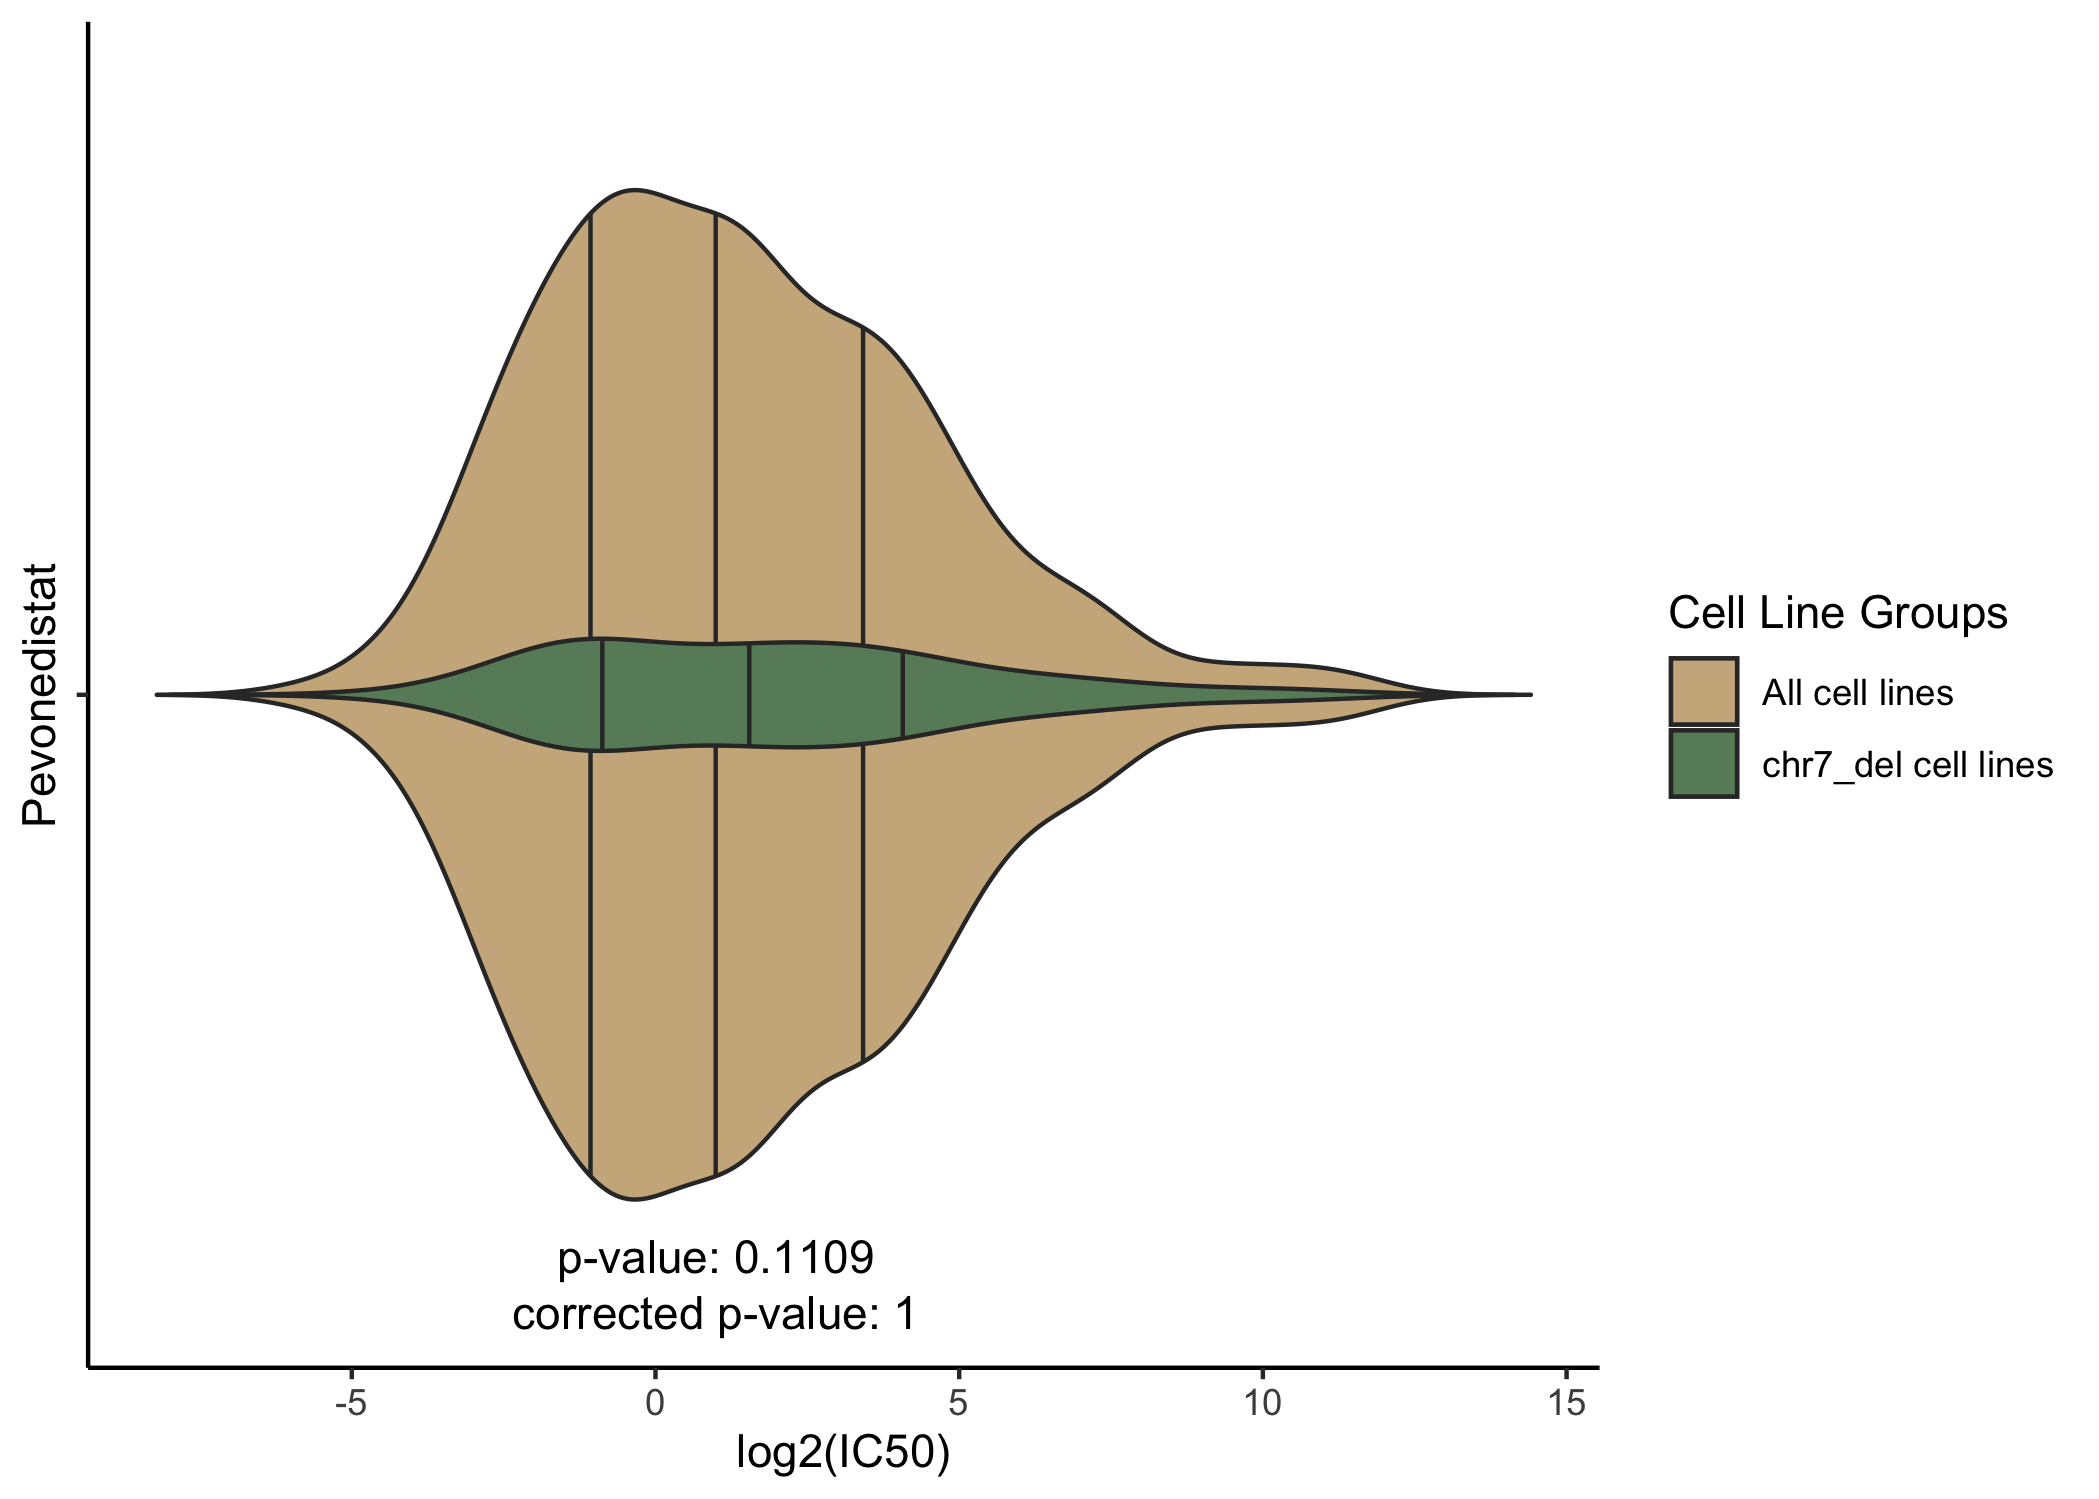 Pevonedistat
p-value: 0.1109
corrected p-value: 1
-5 0 5 10 15
log2(IC50)
Cell Line Groups
All cell lines
chr7_del cell lines